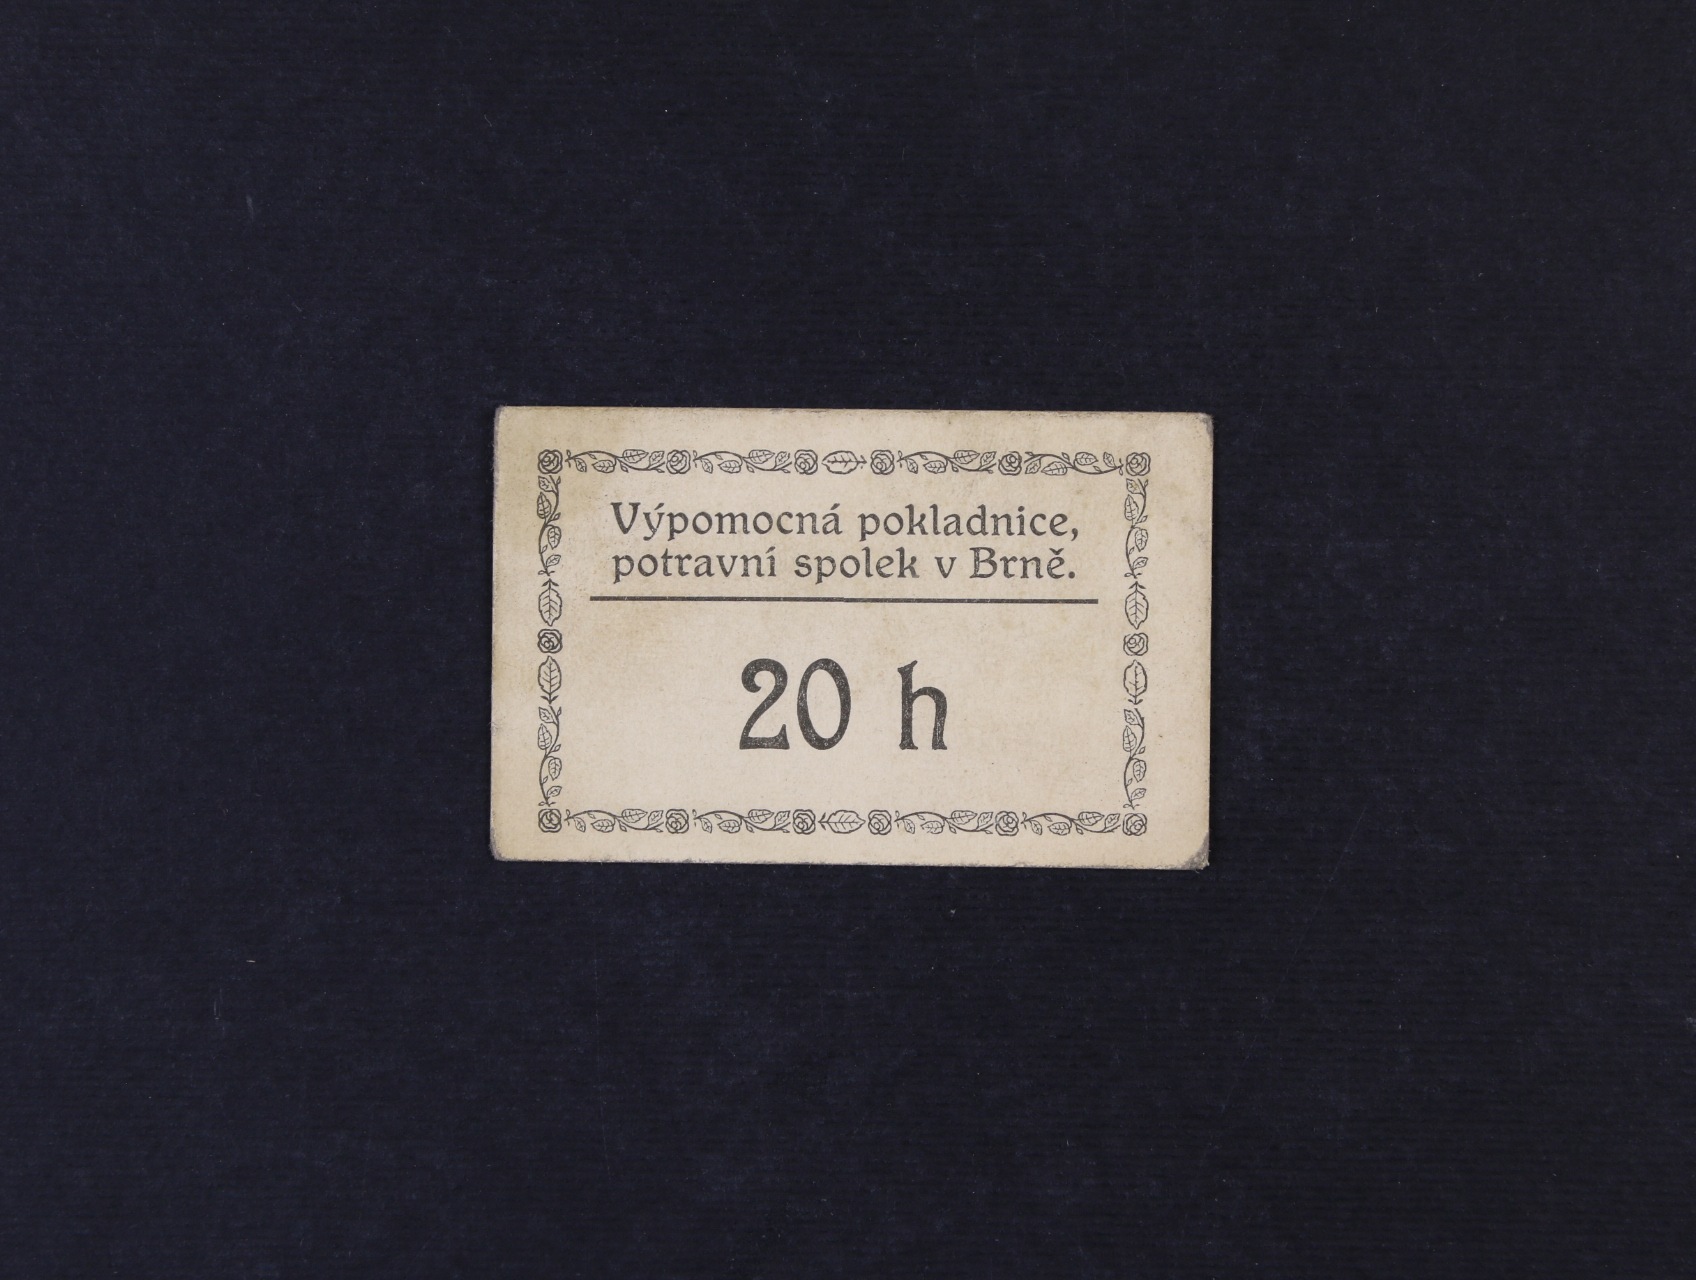 Výpomocná pokladnice,
potravní spolek v Brně.
20 h